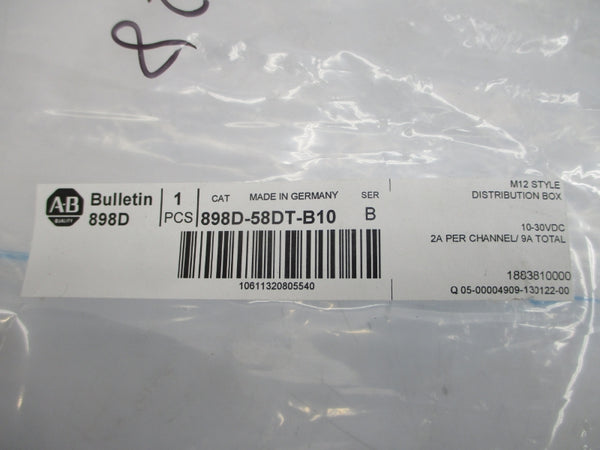 A-B
QUALITY
Bulletin
898D
1
PCS
CAT MADE IN GERMANY SER
898D-58DT-B10 B
10611320805540
M12 STYLE
DISTRIBUTION BOX
10-30VDC
2A PER CHANNEL/ 9A TOTAL
1883810000
Q 05-00004909-130122-00